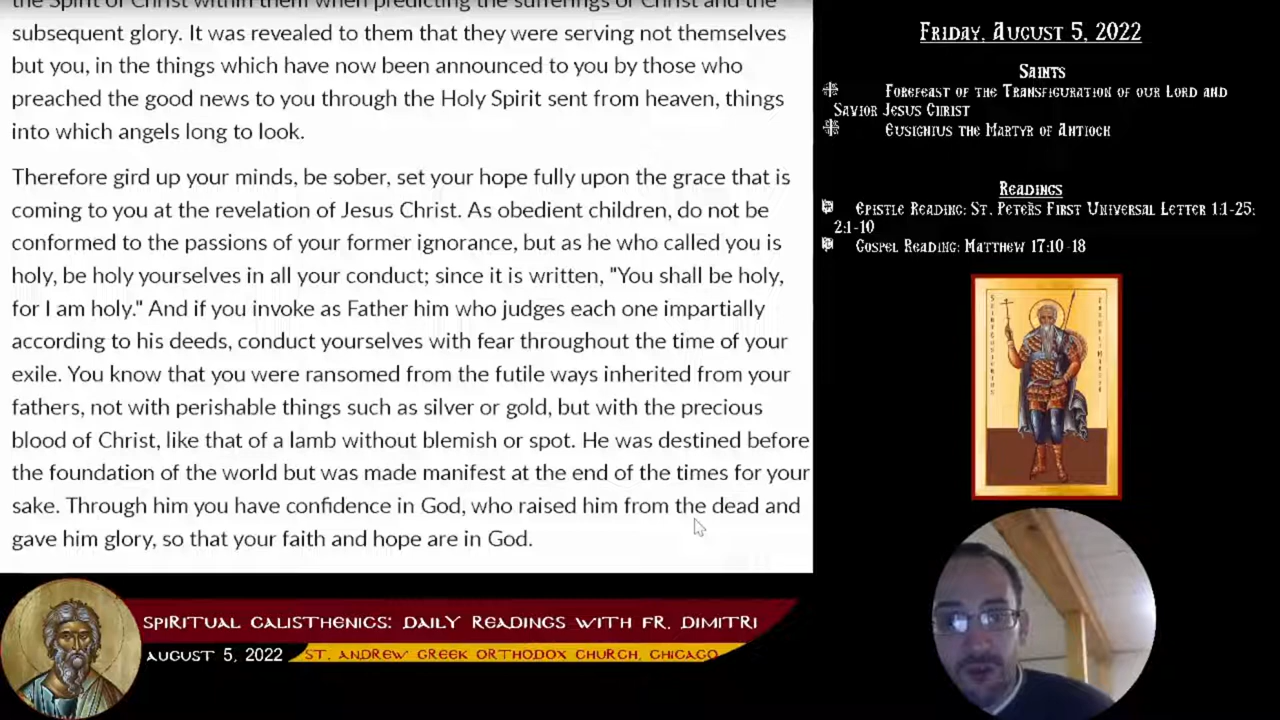 the Spirit of Christ within them when predicting the sufferings of Christ and the
subsequent glory. It was revealed to them that they were serving not themselves
but you, in the things which have now been announced to you by those who
preached the good news to you through the Holy Spirit sent from heaven, things
into which angels long to look.
Therefore gird up your minds, be sober, set your hope fully upon the grace that is
coming to you at the revelation of Jesus Christ. As obedient children, do not be
conformed to the passions of your former ignorance, but as he who called you is
holy, be holy yourselves in all your conduct; since it is written, "You shall be holy,
for I am holy." And if you invoke as Father him who judges each one impartially
according to his deeds, conduct yourselves with fear throughout the time of your
exile. You know that you were ransomed from the futile ways inherited from your
fathers, not with perishable things such as silver or gold, but with the precious
blood of Christ, like that of a lamb without blemish or spot. He was destined before
the foundation of the world but was made manifest at the end of the times for your
sake. Through him you have confidence in God, who raised him from the dead and
gave him glory, so that your faith and hope are in God.
Friday, August 5, 2022
Saints
Forefeast of the Transfiguration of our Lord and
Savior Jesus Christ
Eusignius the Martyr of Antioch
Readings
Epistle Reading: St. Peter's First Universal Letter 1:1-25;
2:1-10
Gospel Reading: Matthew 17:10-18
SPIRITUAL CALISTHENICS: DAILY READINGS WITH FR. DIMITRI
AUGUST 5, 2022
ST. ANDREW GREEK ORTHODOX CHURCH, CHICAGO